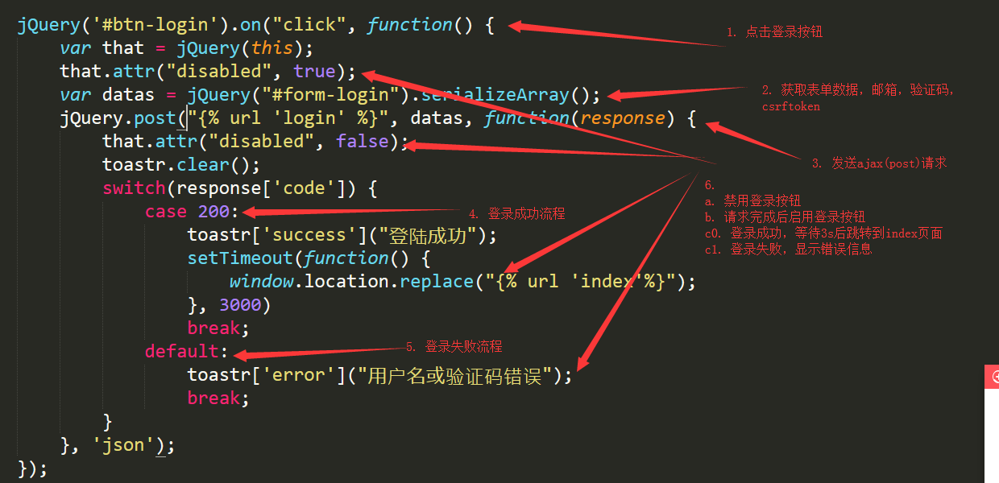 jQuery('#btn-login').on("click", function() {
1. 点击登录按钮
var that = jQuery(this);
that.attr("disabled", true);
var datas = jQuery("#form-login").serializeArray();
2. 获取表单数据，邮箱，验证码，
csrftoken
jQuery.post("{% url 'login' %}", datas, function(response) {
3. 发送ajax(post)请求
that.attr("disabled", false);
toastr.clear();
switch(response['code']) {
6.
a. 禁用登录按钮
b. 请求完成后启用登录按钮
c0. 登录成功，等待3s后跳转到index页面
c1. 登录失败，显示错误信息
case 200:
4. 登录成功流程
toastr['success']("登陆成功");
setTimeout(function() {
window.location.replace("{% url 'index'%}");
}, 3000)
break;
default:
5. 登录失败流程
toastr['error']("用户名或验证码错误");
break;
}
}, 'json');
});